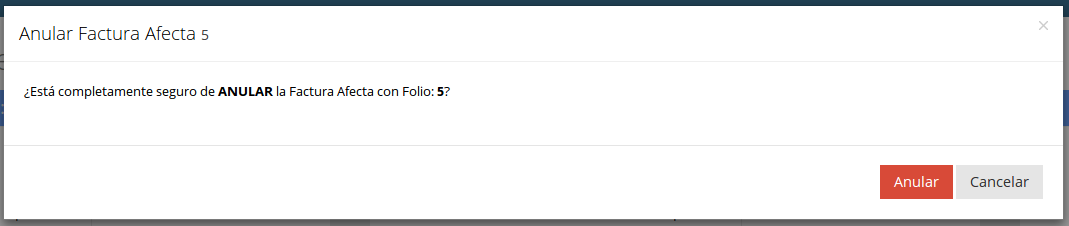 Anular Factura Afecta 5
×
¿Está completamente seguro de ANULAR la Factura Afecta con Folio: 5?
Anular
Cancelar